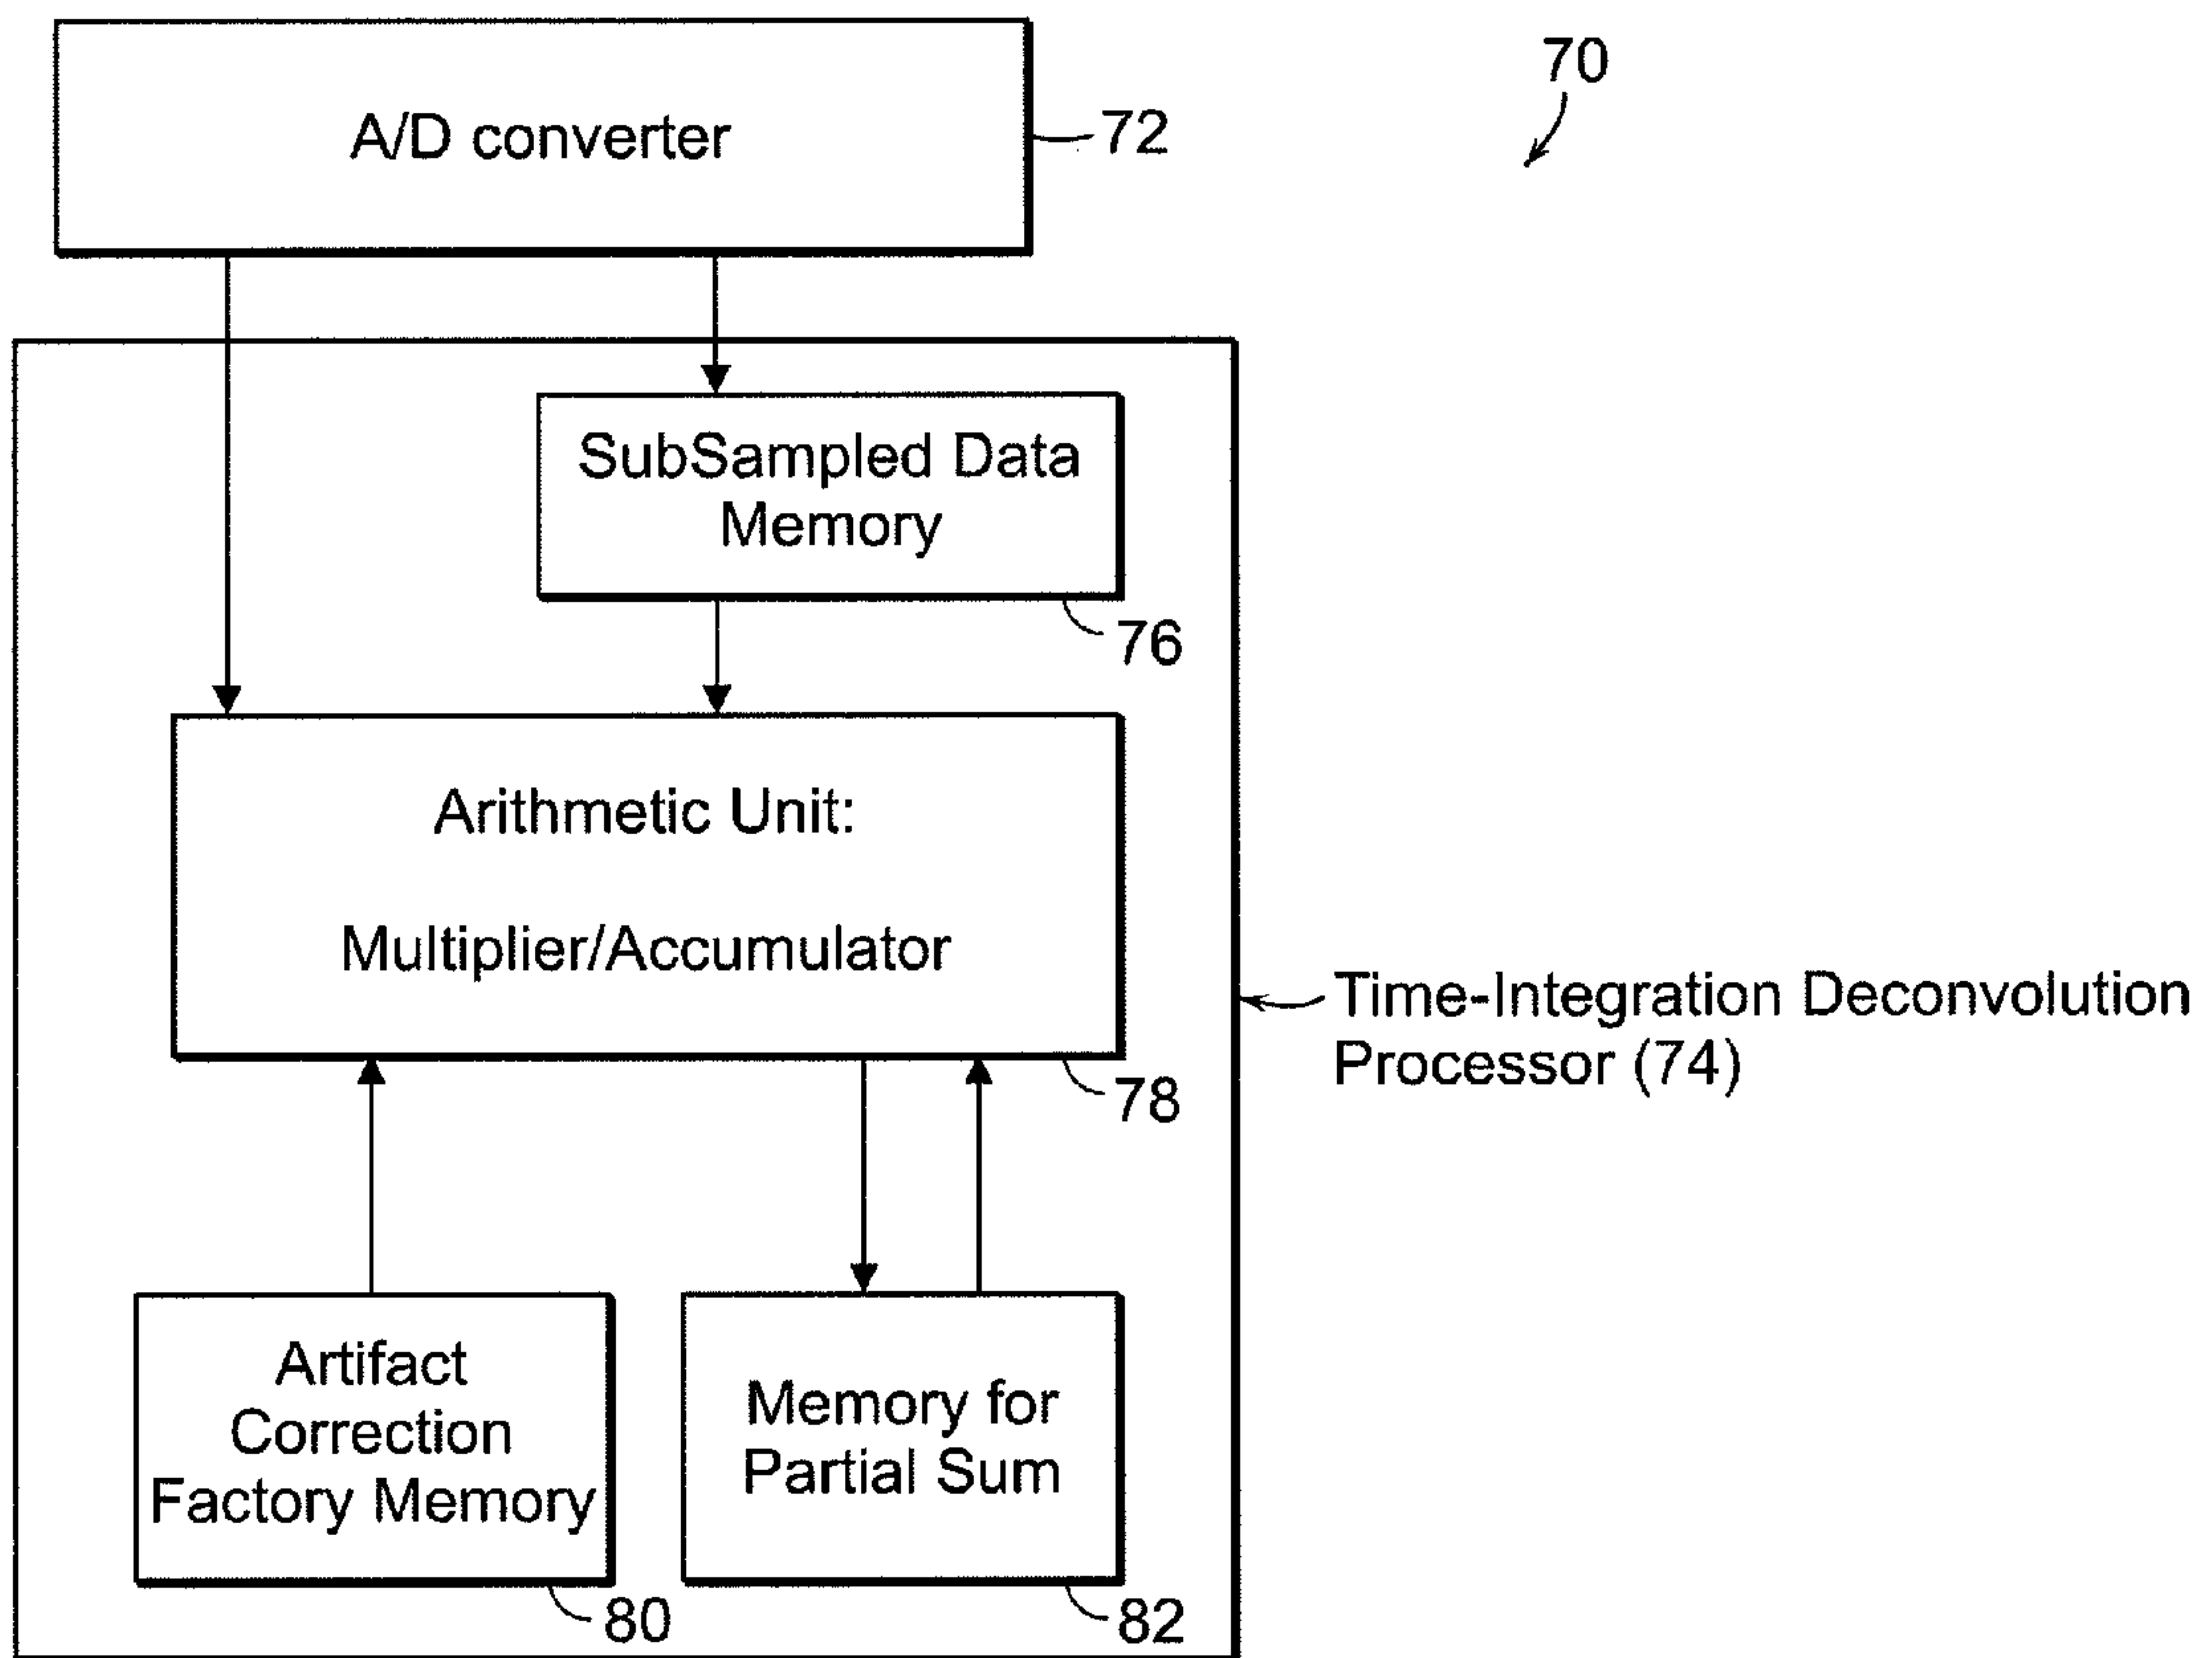 70
A/D converter
72
SubSampled Data
Memory
76
Arithmetic Unit:
Multiplier/Accumulator
78
Time-Integration Deconvolution
Processor (74)
Artifact
Correction
Factory Memory
80
Memory for
Partial Sum
82